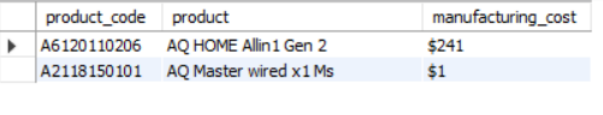 product_code product manufacturing_cost
A6120110206 AQ HOME Allin1 Gen 2 $241
A2118150101 AQ Master wired x1 Ms $1